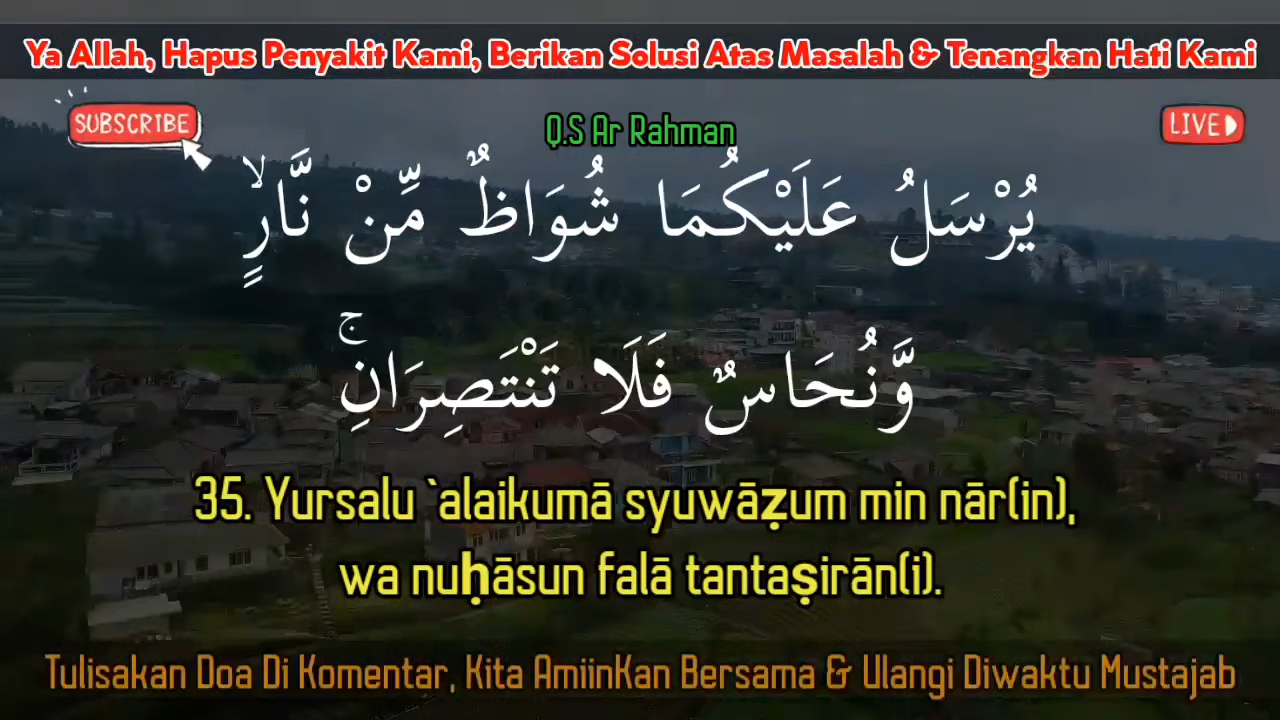 Ya Allah, Hapus Penyakit Kami, Berikan Solusi Atas Masalah & Tenangkan Hati Kami
SUBSCRIBE
LIVE
Q.S Ar Rahman
يُرْسَلُ عَلَيْكُمَا شُوَاظٌ مِّنْ نَّارٍۙ
وَّنُحَاسٌ فَلَا تَنْتَصِرَانِۚ
35. Yursalu `alaikumā syuwāẓum min nār(in),
wa nuḥāsun falā tantaṣirān(i).
Tulisakan Doa Di Komentar, Kita AmiinKan Bersama & Ulangi Diwaktu Mustajab